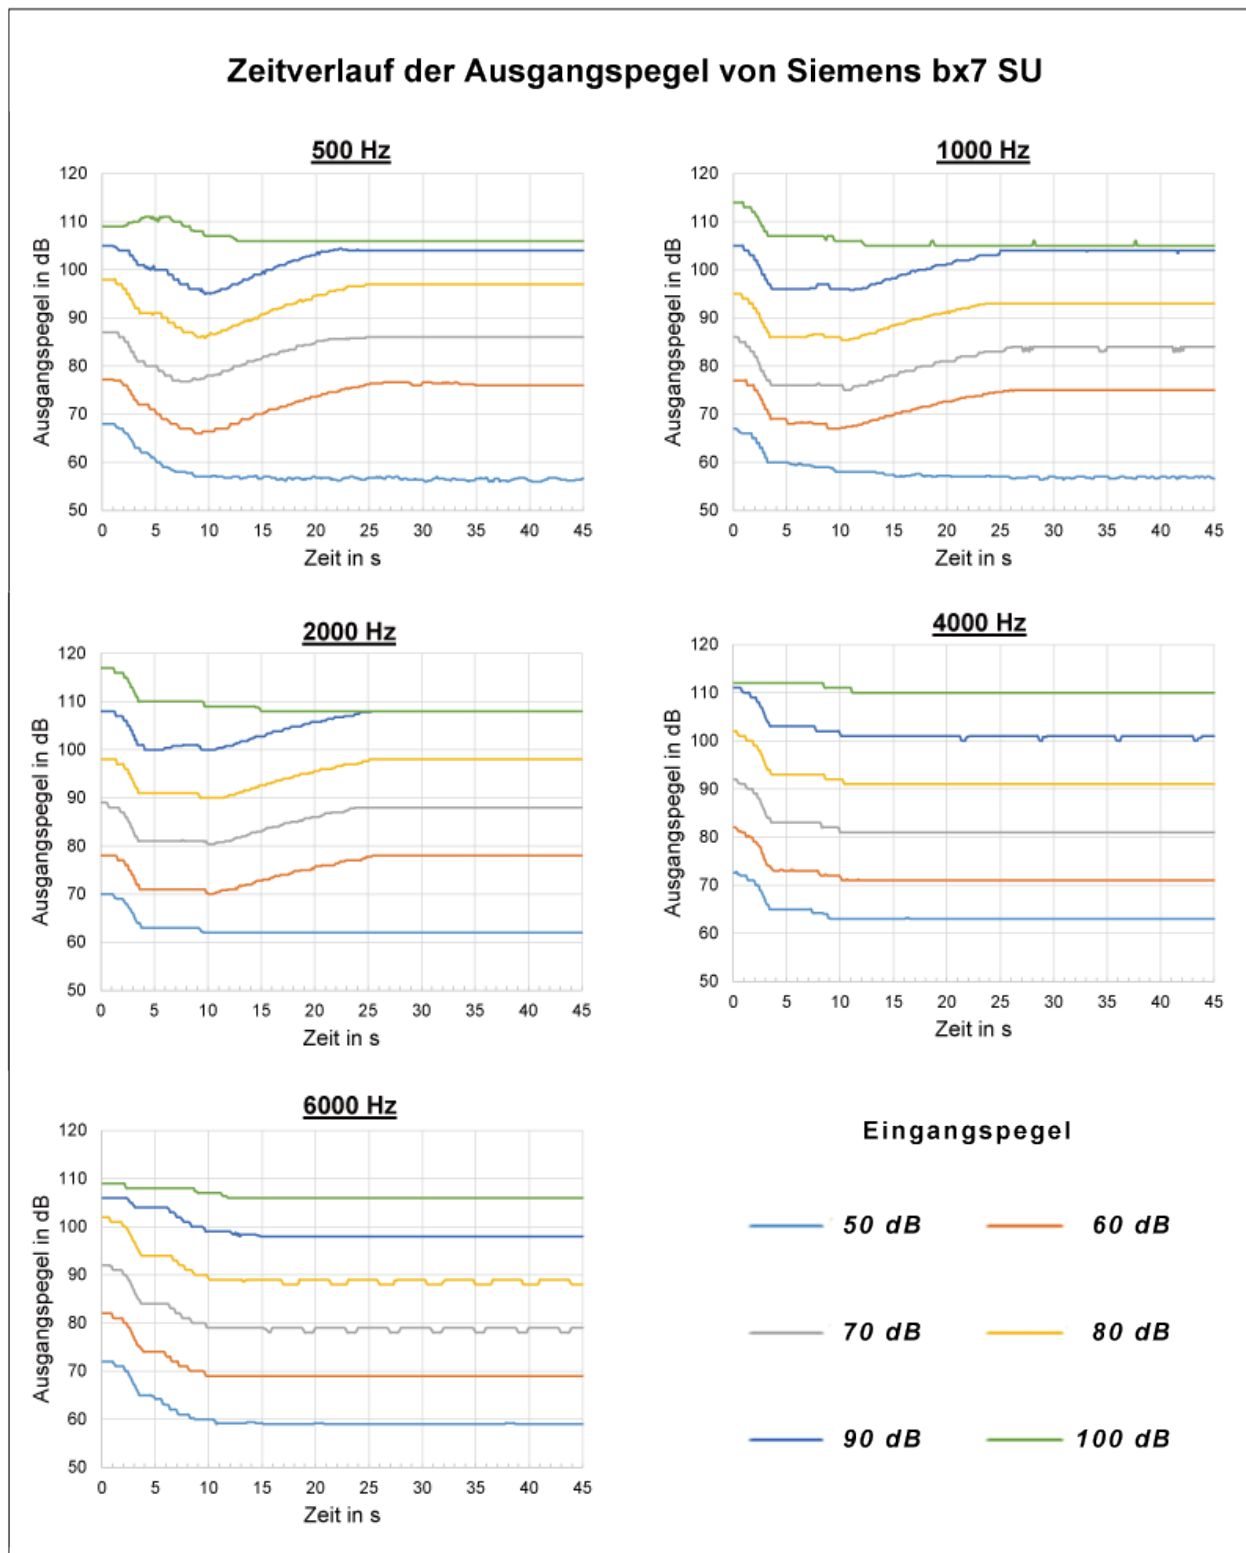 Zeitverlauf der Ausgangspegel von Siemens bx7 SU
500 Hz
120
110
100
90
80
70
60
50
Ausgangspegel in dB
0 5 10 15 20 25 30 35 40 45
Zeit in s
1000 Hz
120
110
100
90
80
70
60
50
Ausgangspegel in dB
0 5 10 15 20 25 30 35 40 45
Zeit in s
2000 Hz
120
110
100
90
80
70
60
50
Ausgangspegel in dB
0 5 10 15 20 25 30 35 40 45
Zeit in s
4000 Hz
120
110
100
90
80
70
60
50
Ausgangspegel in dB
0 5 10 15 20 25 30 35 40 45
Zeit in s
6000 Hz
120
110
100
90
80
70
60
50
Ausgangspegel in dB
0 5 10 15 20 25 30 35 40 45
Zeit in s
Eingangspegel
50 dB 60 dB
70 dB 80 dB
90 dB 100 dB